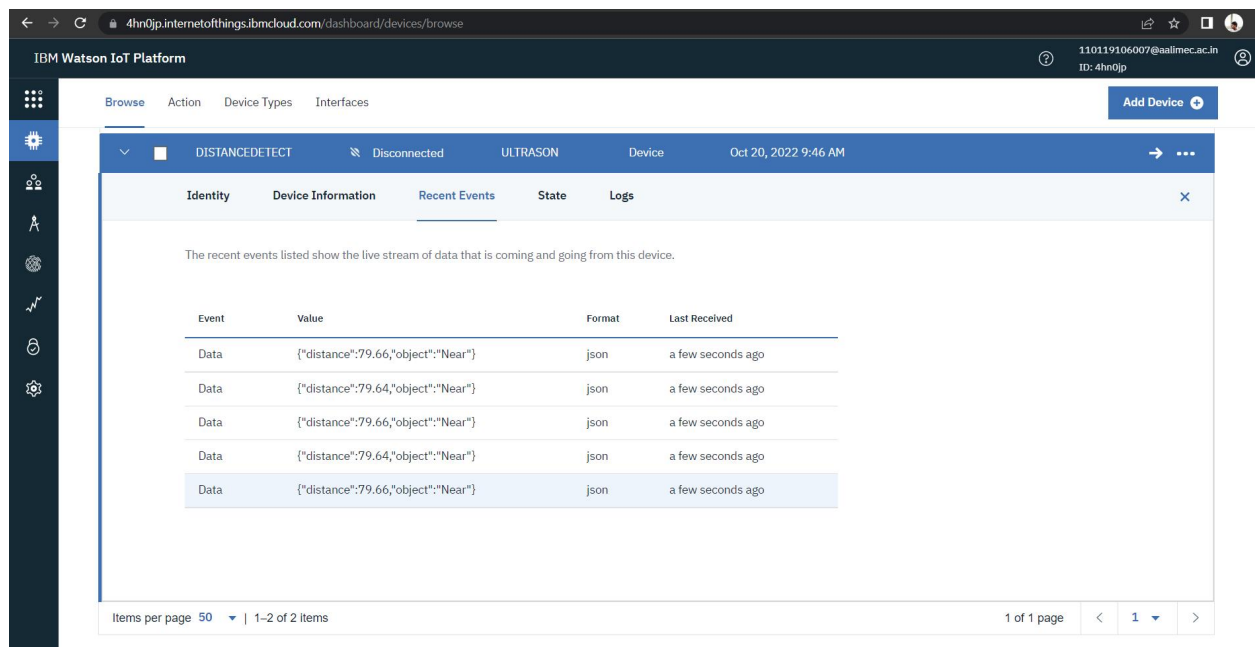 4hn0jp.internetofthings.ibmcloud.com/dashboard/devices/browse
IBM Watson IoT Platform
110119106007@aalimec.ac.in
ID: 4hn0jp
Browse Action Device Types Interfaces
Add Device
DISTANCEDETECT Disconnected ULTRASON Device Oct 20, 2022 9:46 AM
Identity Device Information Recent Events State Logs
The recent events listed show the live stream of data that is coming and going from this device.
Event Value Format Last Received
Data {"distance":79.66,"object":"Near"} json a few seconds ago
Data {"distance":79.64,"object":"Near"} json a few seconds ago
Data {"distance":79.66,"object":"Near"} json a few seconds ago
Data {"distance":79.64,"object":"Near"} json a few seconds ago
Data {"distance":79.66,"object":"Near"} json a few seconds ago
Items per page 50 | 1–2 of 2 items 1 of 1 page 1